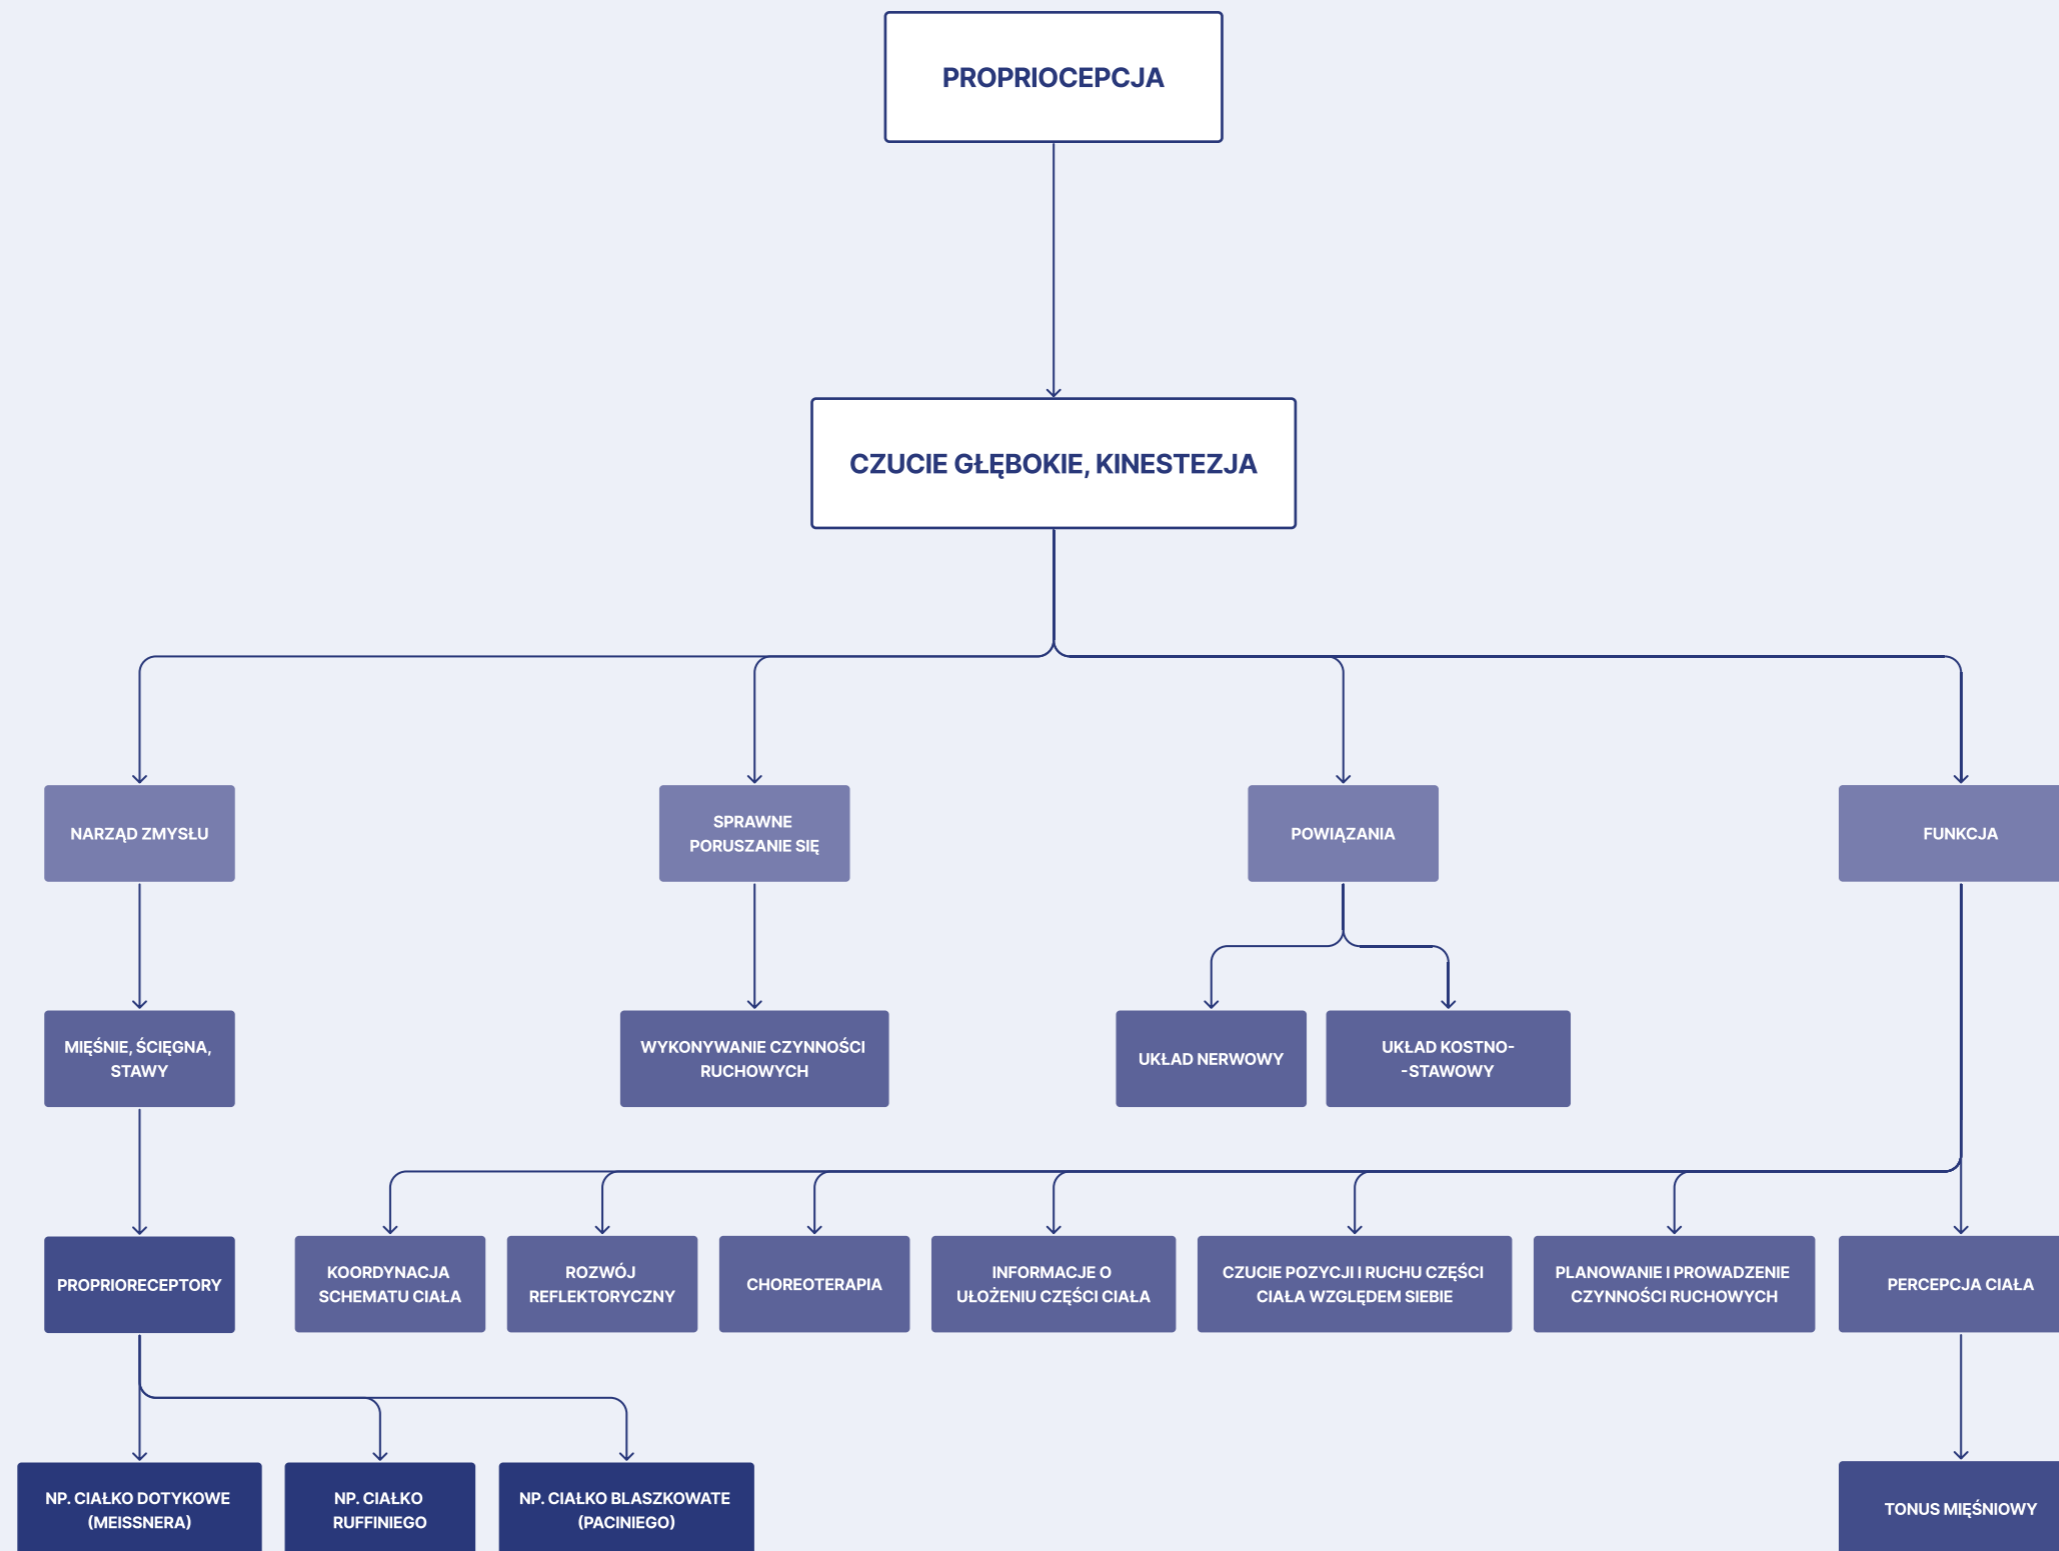 PROPRIOCEPCJA
CZUCIE GŁĘBOKIE, KINESTEZJA
NARZĄD ZMYSŁU
SPRAWNE
PORUSZANIE SIĘ
POWIĄZANIA
FUNKCJA
MIĘŚNIE, ŚCIĘGNA,
STAWY
WYKONYWANIE CZYNNOŚCI
RUCHOWYCH
UKŁAD NERWOWY
UKŁAD KOSTNO-
-STAWOWY
PROPRIORECEPTORY
KOORDYNACJA
SCHEMATU CIAŁA
ROZWÓJ
REFLEKTORYCZNY
CHOREOTERAPIA
INFORMACJE O
UŁOŻENIU CZĘŚCI CIAŁA
CZUCIE POZYCJI I RUCHU CZĘŚCI
CIAŁA WZGLĘDEM SIEBIE
PLANOWANIE I PROWADZENIE
CZYNNOŚCI RUCHOWYCH
PERCEPCJA CIAŁA
NP. CIAŁKO DOTYKOWE
(MEISSNERA)
NP. CIAŁKO
RUFFINIEGO
NP. CIAŁKO BLASZKOWATE
(PACINIEGO)
TONUS MIĘŚNIOWY